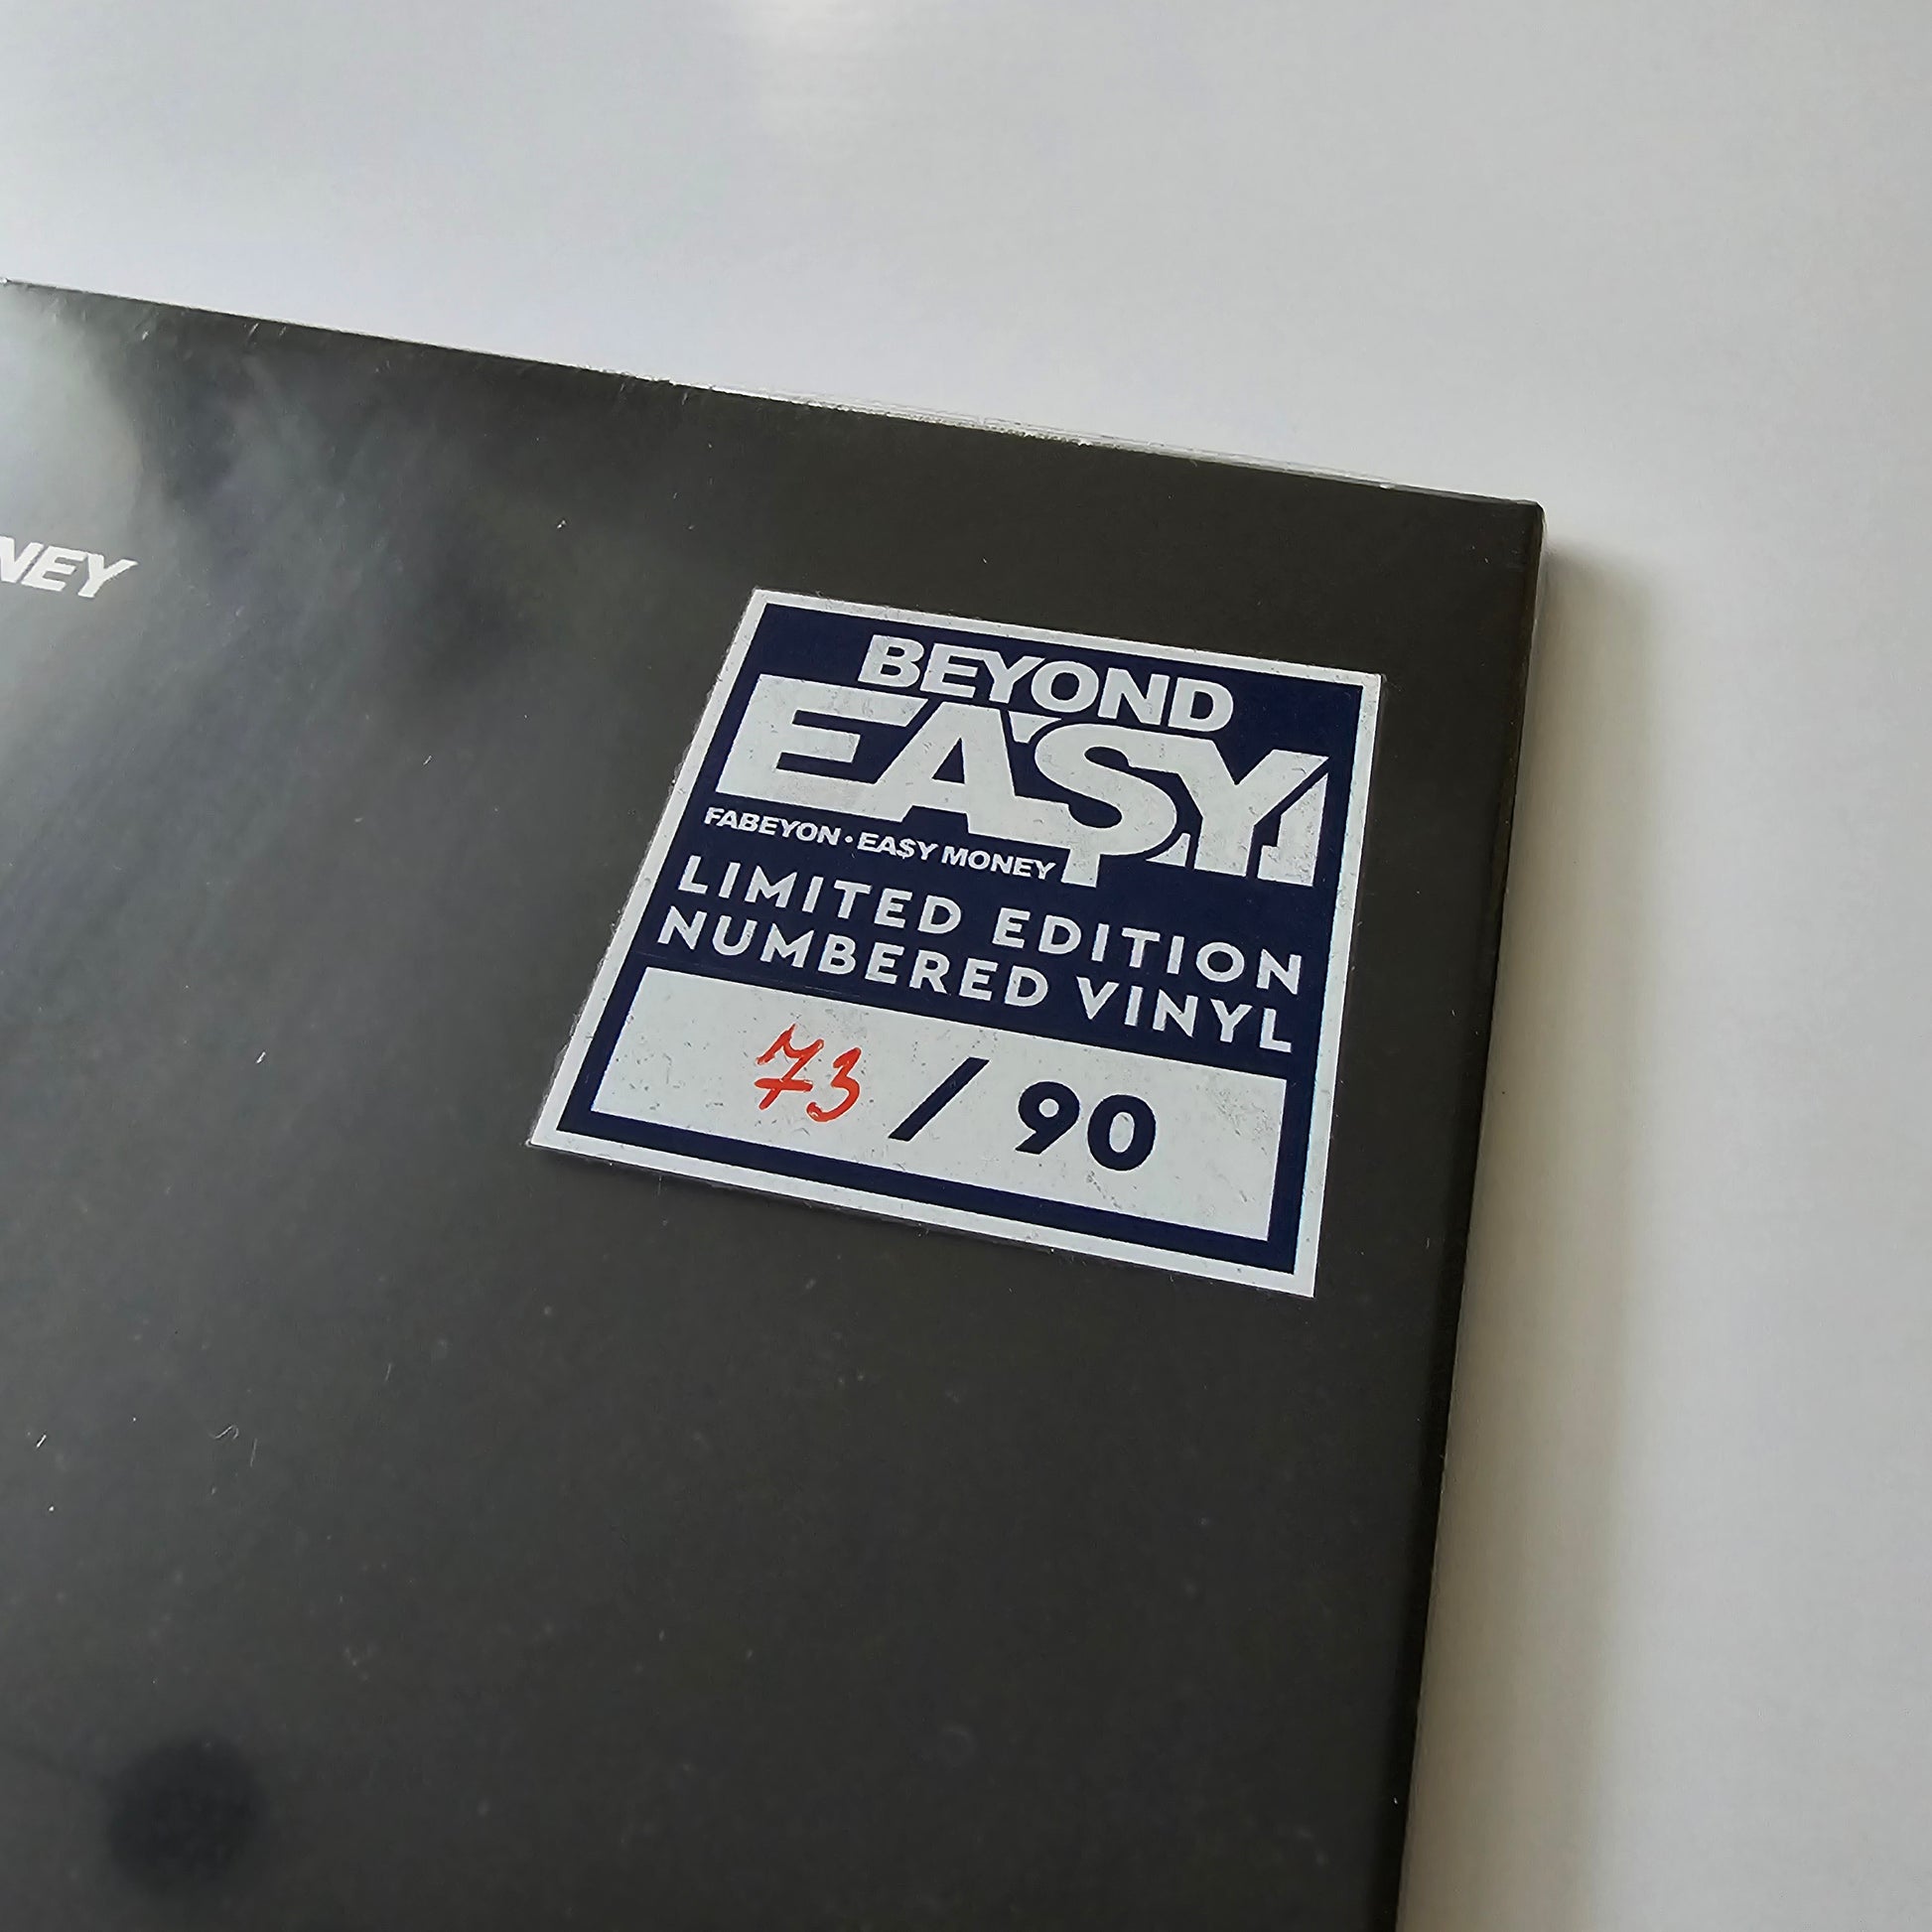 NEY
BEYOND
EA$Y
FABEYON • EA$Y MONEY
LIMITED EDITION
NUMBERED VINYL
73 / 90